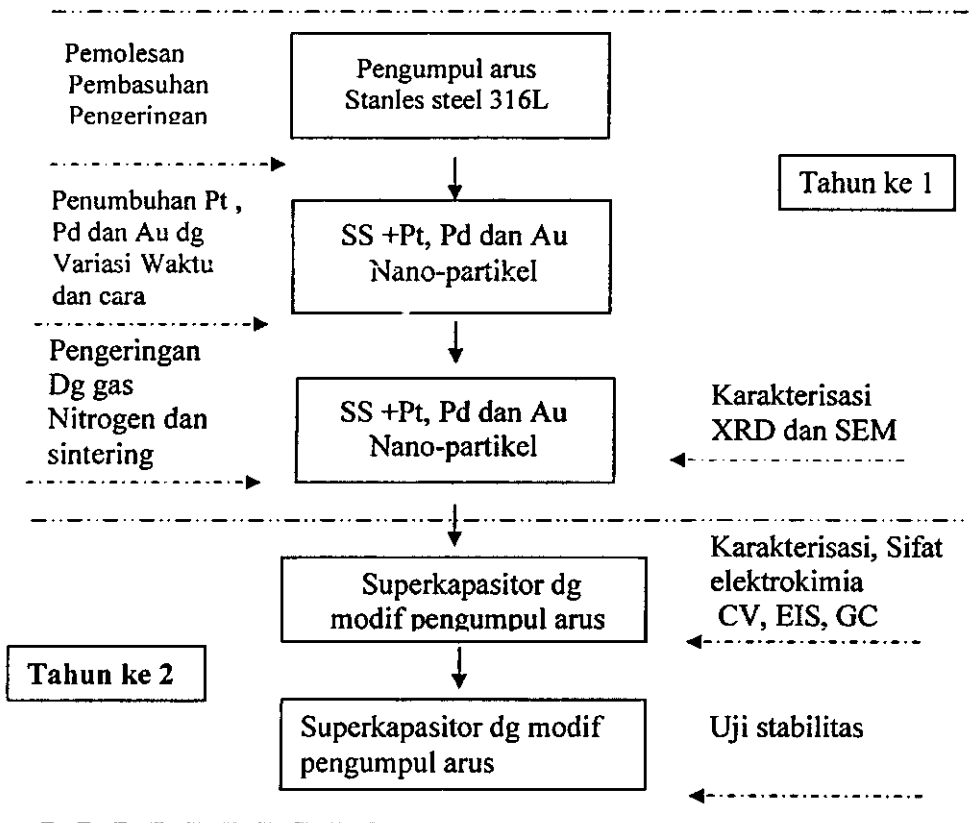 Pemolesan
Pembasuhan
Pengeringan
Pengumpul arus
Stanles steel 316L
Tahun ke 1
Penumbuhan Pt ,
Pd dan Au dg
Variasi Waktu
dan cara
SS +Pt, Pd dan Au
Nano-partikel
Pengeringan
Dg gas
Nitrogen dan
sintering
SS +Pt, Pd dan Au
Nano-partikel
Karakterisasi
XRD dan SEM
Superkapasitor dg
modif pengumpul arus
Karakterisasi, Sifat
elektrokimia
CV, EIS, GC
Tahun ke 2
Superkapasitor dg modif
pengumpul arus
Uji stabilitas